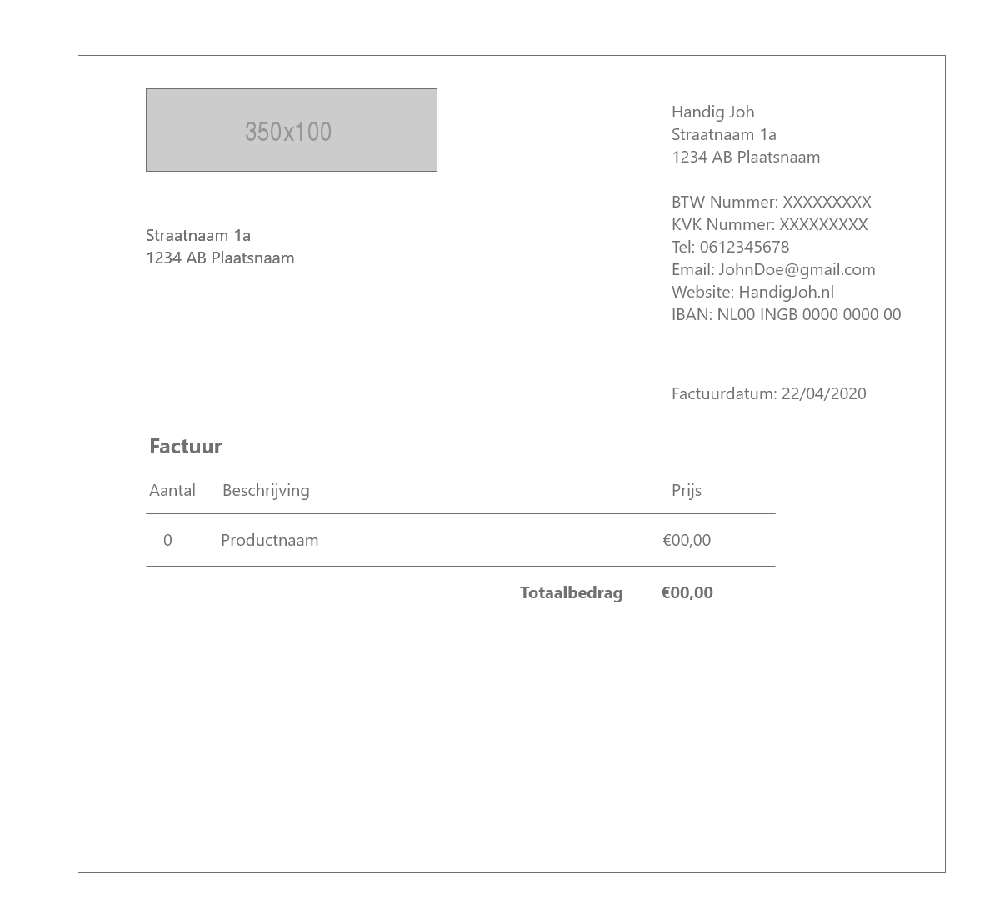 350x100
Handig Joh
Straatnaam 1a
1234 AB Plaatsnaam
BTW Nummer: XXXXXXXXX
KVK Nummer: XXXXXXXXX
Tel: 0612345678
Email: JohnDoe@gmail.com
Website: HandigJoh.nl
IBAN: NL00 INGB 0000 0000 00
Straatnaam 1a
1234 AB Plaatsnaam
Factuurdatum: 22/04/2020
Factuur
Aantal Beschrijving Prijs
0 Productnaam €00,00
Totaalbedrag €00,00